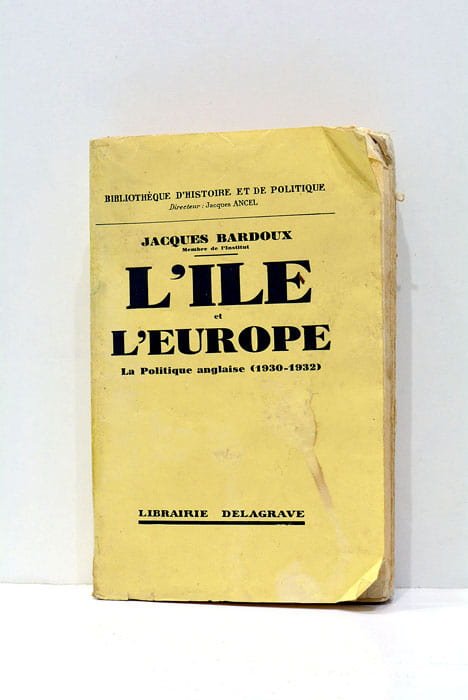 BIBLIOTHÈQUE D'HISTOIRE ET DE POLITIQUE
Directeur : Jacques ANCEL
JACQUES BARDOUX
Membre de l'Institut
L'ILE
et
L'EUROPE
La Politique anglaise (1930-1932)
LIBRAIRIE DELAGRAVE